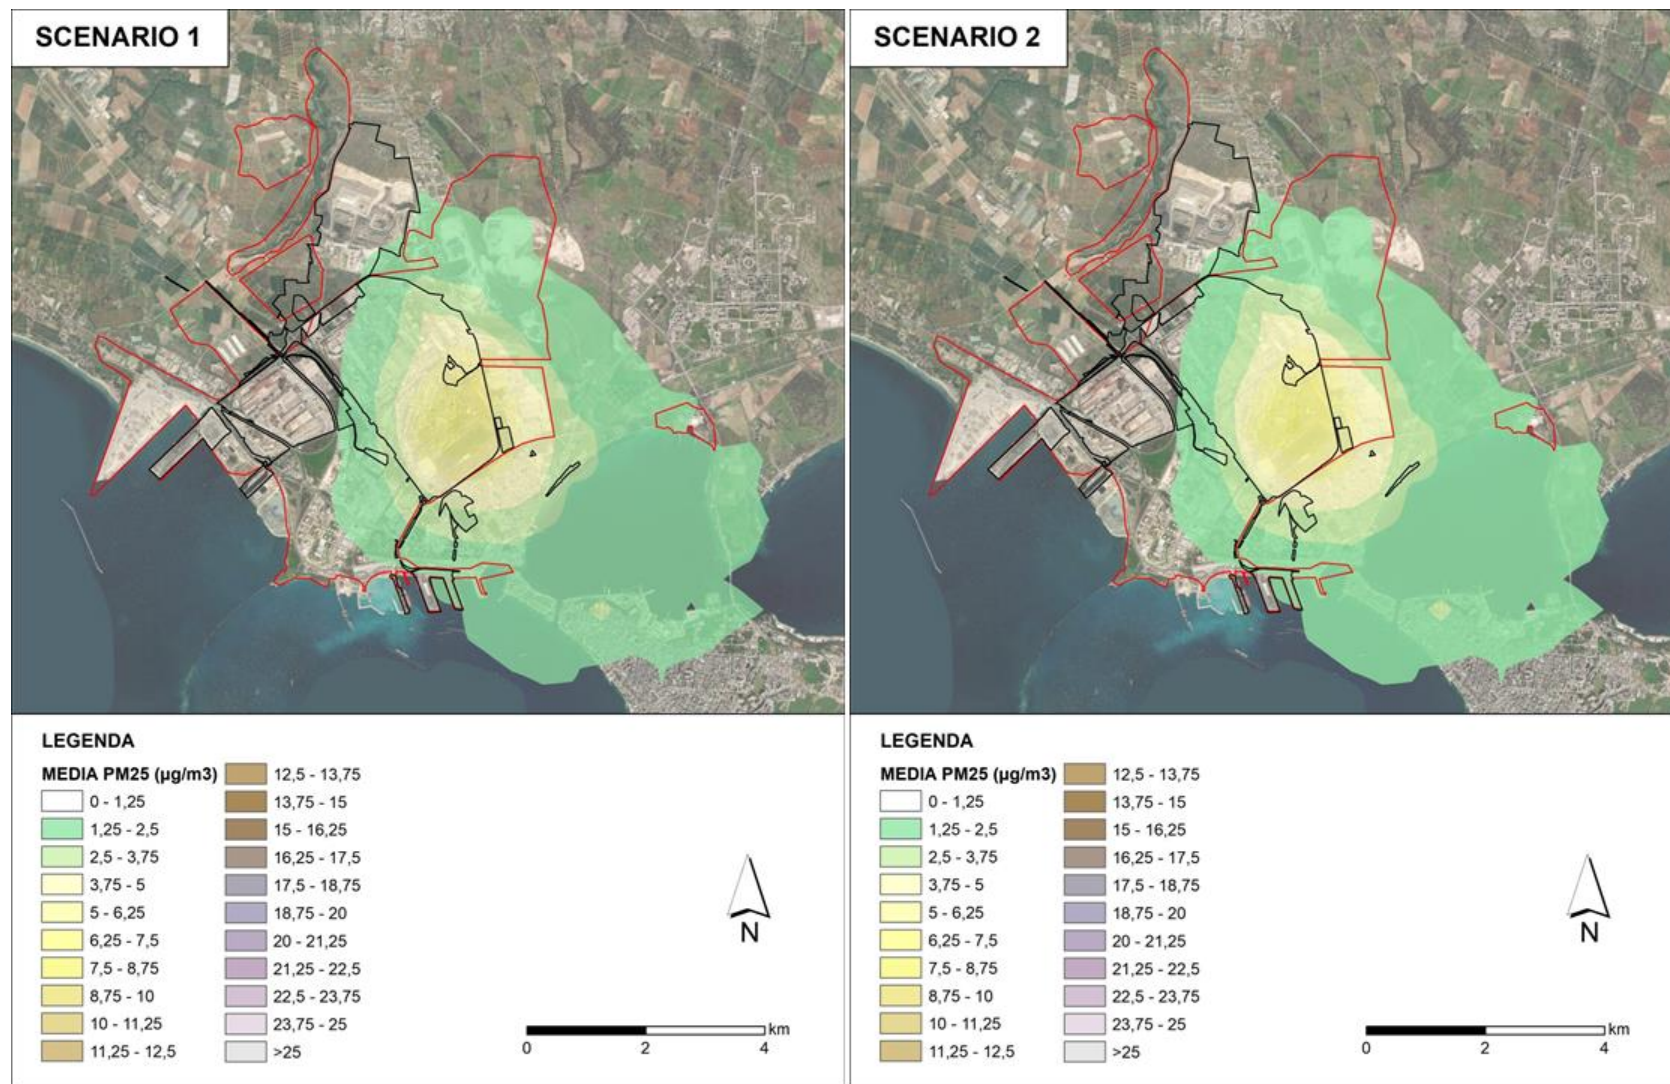 SCENARIO 1
LEGENDA
MEDIA PM25 (µg/m3)
0 - 1,25
1,25 - 2,5
2,5 - 3,75
3,75 - 5
5 - 6,25
6,25 - 7,5
7,5 - 8,75
8,75 - 10
10 - 11,25
11,25 - 12,5
12,5 - 13,75
13,75 - 15
15 - 16,25
16,25 - 17,5
17,5 - 18,75
18,75 - 20
20 - 21,25
21,25 - 22,5
22,5 - 23,75
23,75 - 25
>25
N
km
0 2 4
SCENARIO 2
LEGENDA
MEDIA PM25 (µg/m3)
0 - 1,25
1,25 - 2,5
2,5 - 3,75
3,75 - 5
5 - 6,25
6,25 - 7,5
7,5 - 8,75
8,75 - 10
10 - 11,25
11,25 - 12,5
12,5 - 13,75
13,75 - 15
15 - 16,25
16,25 - 17,5
17,5 - 18,75
18,75 - 20
20 - 21,25
21,25 - 22,5
22,5 - 23,75
23,75 - 25
>25
N
km
0 2 4